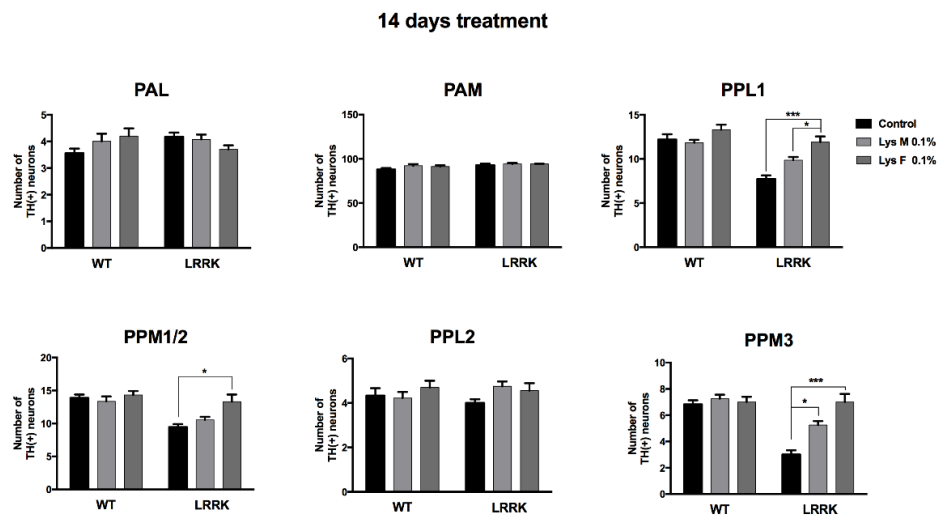 14 days treatment
PAL
Number of
TH(+) neurons
5
4
3
2
1
0
WT
LRRK
PAM
Number of
TH(+) neurons
150
100
50
0
WT
LRRK
PPL1
Number of
TH(+) neurons
15
10
5
0
***
*
WT
LRRK
Control
Lys M 0.1%
Lys F 0.1%
PPM1/2
Number of
TH(+) neurons
20
15
10
5
0
*
WT
LRRK
PPL2
Number of
TH(+) neurons
6
4
2
0
WT
LRRK
PPM3
Number of
TH(+) neurons
8
6
4
2
0
***
*
WT
LRRK